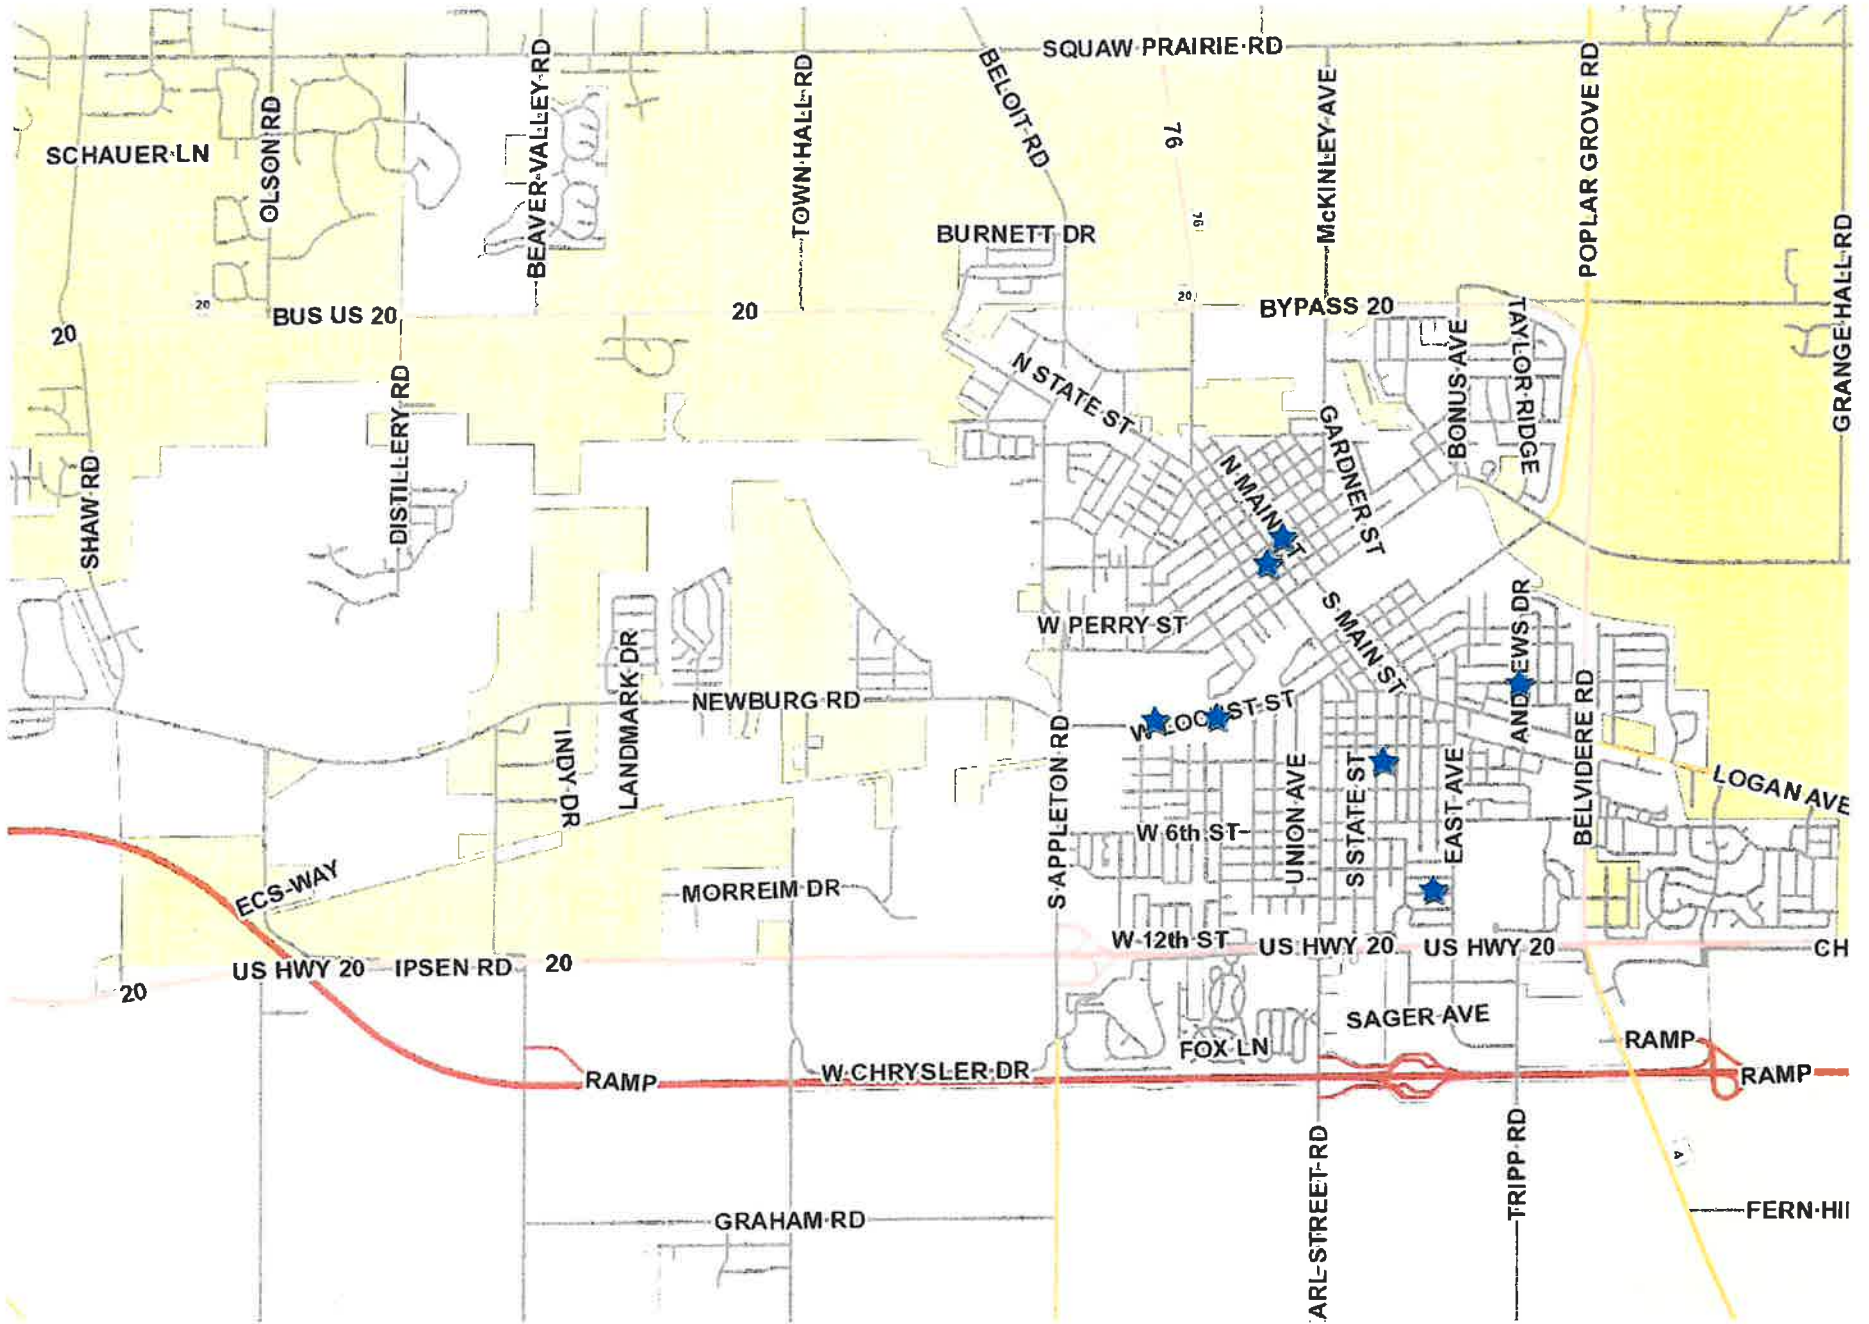 SQUAW PRAIRIE RD
BELOIT RD
BEAVER VALLEY RD
TOWN HALL RD
McKINLEY AVE
POPLAR GROVE RD
OLSON RD
SCHAUER LN
76
76
BURNETT DR
GRANGE HALL RD
20
BUS US 20
20
20
BYPASS 20
20
TAYLOR RIDGE
BONUS AVE
N STATE ST
DISTILLERY RD
GARDNER ST
SHAW RD
N MAIN ST
S MAIN ST
W PERRY ST
ANDREWS DR
LANDMARK DR
NEWBURG RD
W LOCUST ST
BELVIDERE RD
INDY DR
S APPLETON RD
UNION AVE
S STATE ST
EAST AVE
LOGAN AVE
W 6th ST
ECS WAY
MORREIM DR
W 12th ST
US HWY 20
US HWY 20
CH
US HWY 20
IPSEN RD
20
20
SAGER AVE
FOX LN
RAMP
RAMP
W CHRYSLER DR
RAMP
4
ARL STREET RD
TRIPP RD
GRAHAM RD
FERN HII